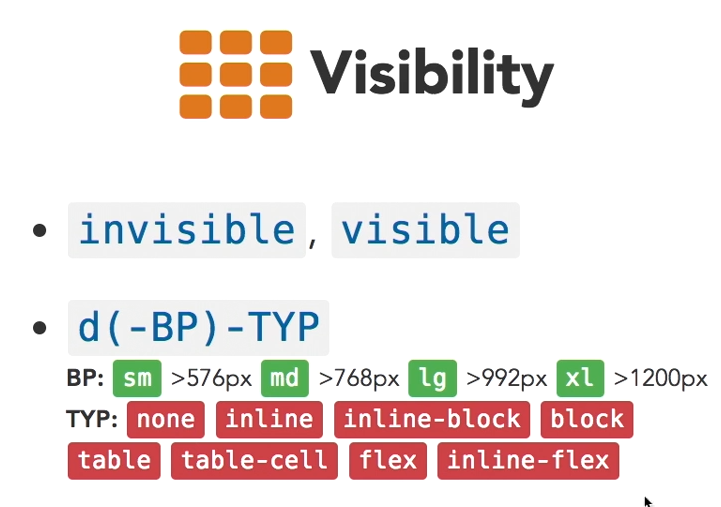 Visibility
• invisible, visible
• d(-BP)-TYP
BP: sm >576px md >768px lg >992px xl >1200px
TYP: none inline inline-block block
table table-cell flex inline-flex